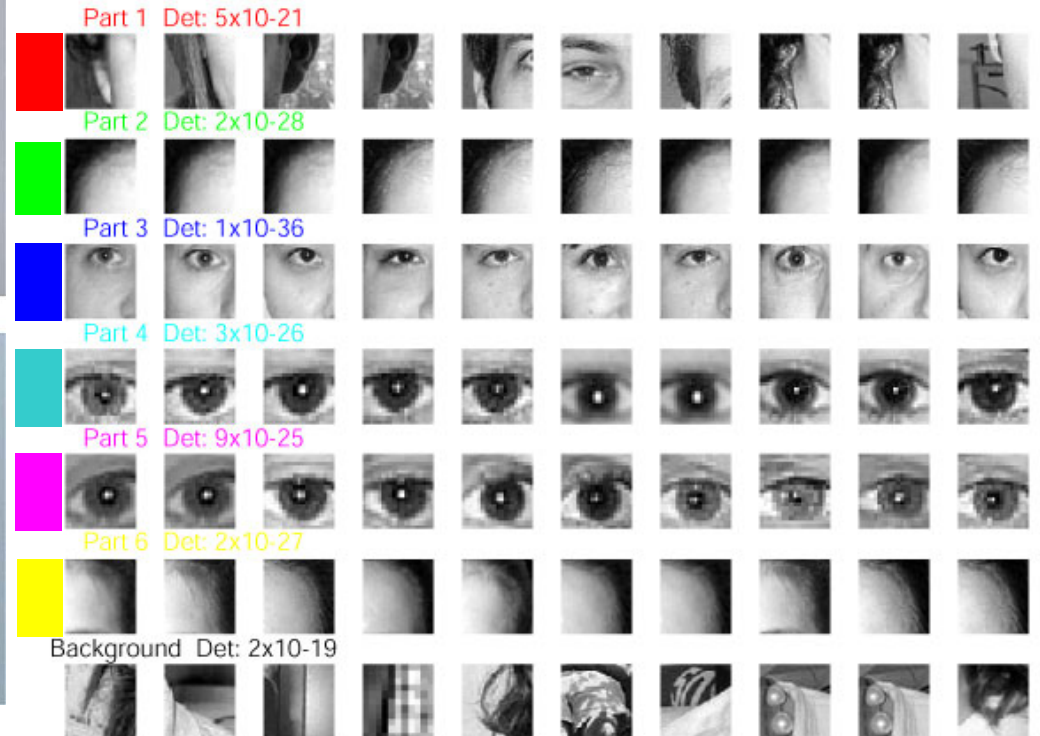 Part 1 Det: 5x10-21
Part 2 Det: 2x10-28
Part 3 Det: 1x10-36
Part 4 Det: 3x10-26
Part 5 Det: 9x10-25
Part 6 Det: 2x10-27
Background Det: 2x10-19